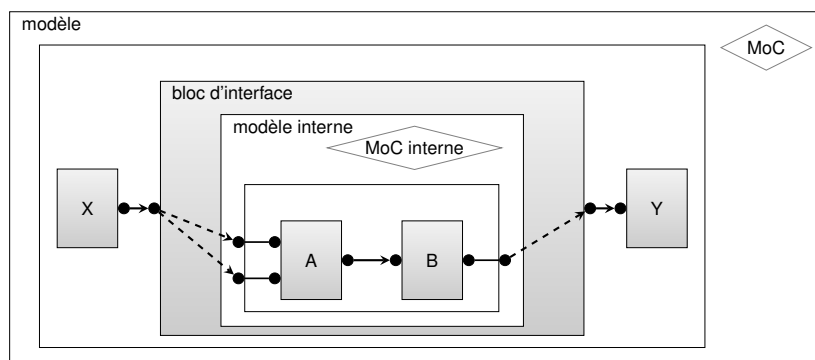 modèle
MoC
bloc d'interface
modèle interne
MoC interne
X
A
B
Y